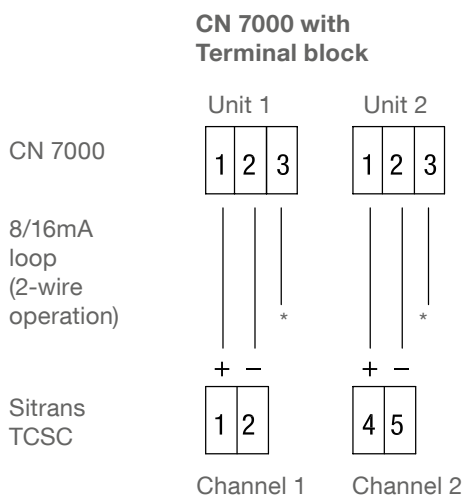 CN 7000 with
Terminal block
Unit 1 Unit 2
CN 7000
1 2 3 1 2 3
8/16mA
loop
(2-wire
operation)
* *
+ − + −
Sitrans
TCSC
1 2 4 5
Channel 1 Channel 2